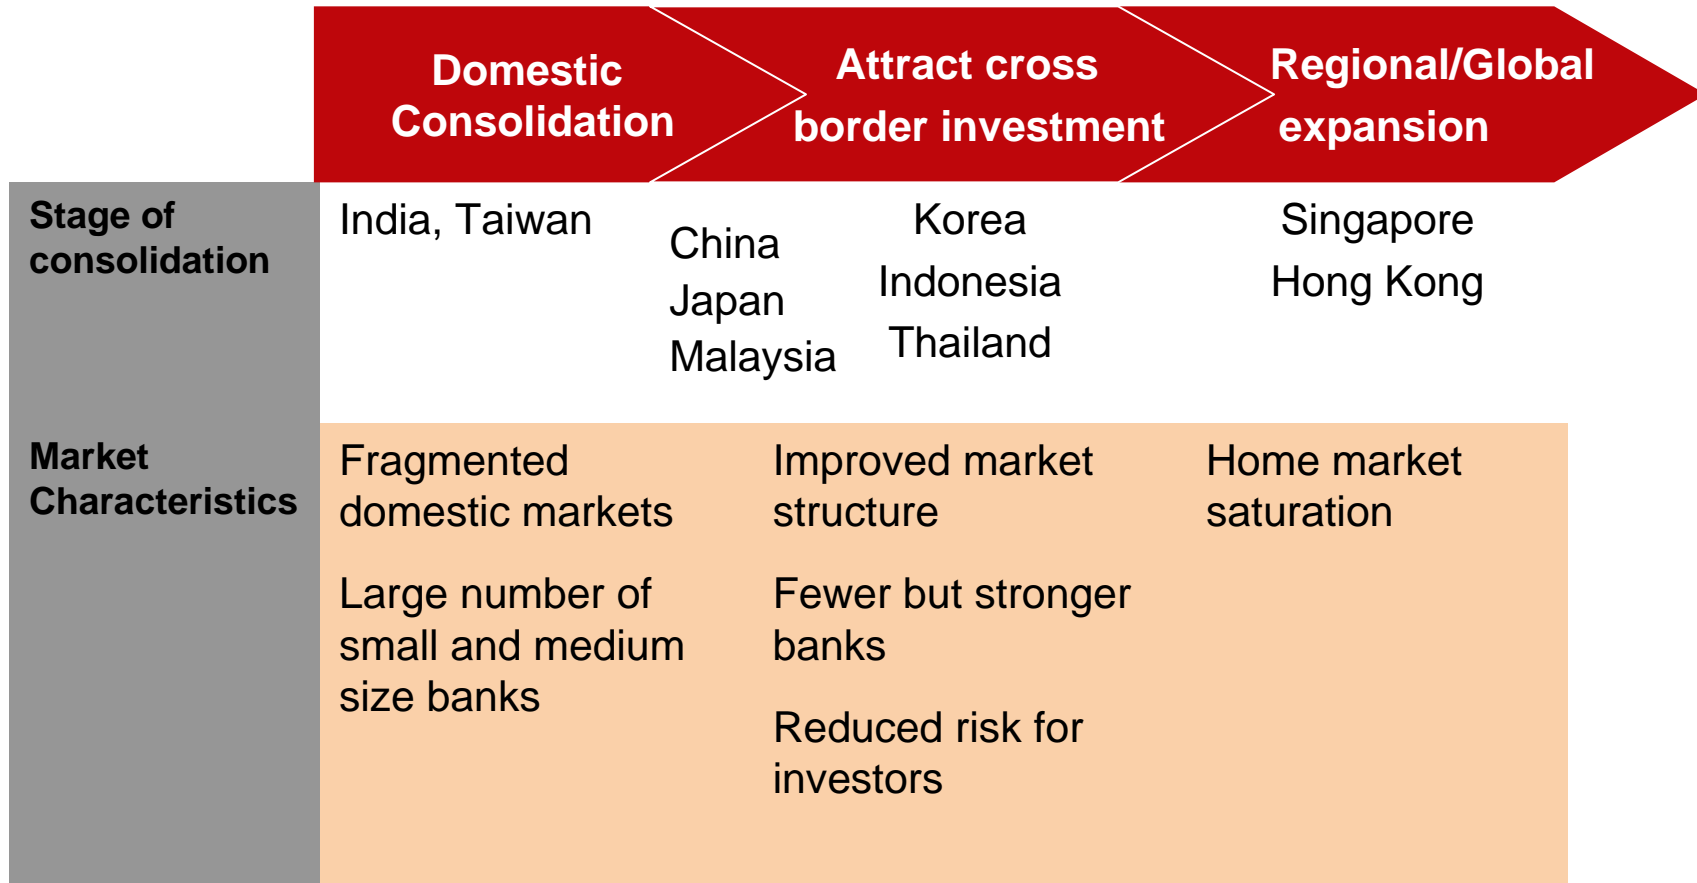 Domestic
Consolidation
Attract cross
border investment
Regional/Global
expansion
Stage of
consolidation
India, Taiwan
China
Japan
Malaysia
Korea
Indonesia
Thailand
Singapore
Hong Kong
Market
Characteristics
Fragmented
domestic markets
Large number of
small and medium
size banks
Improved market
structure
Fewer but stronger
banks
Reduced risk for
investors
Home market
saturation